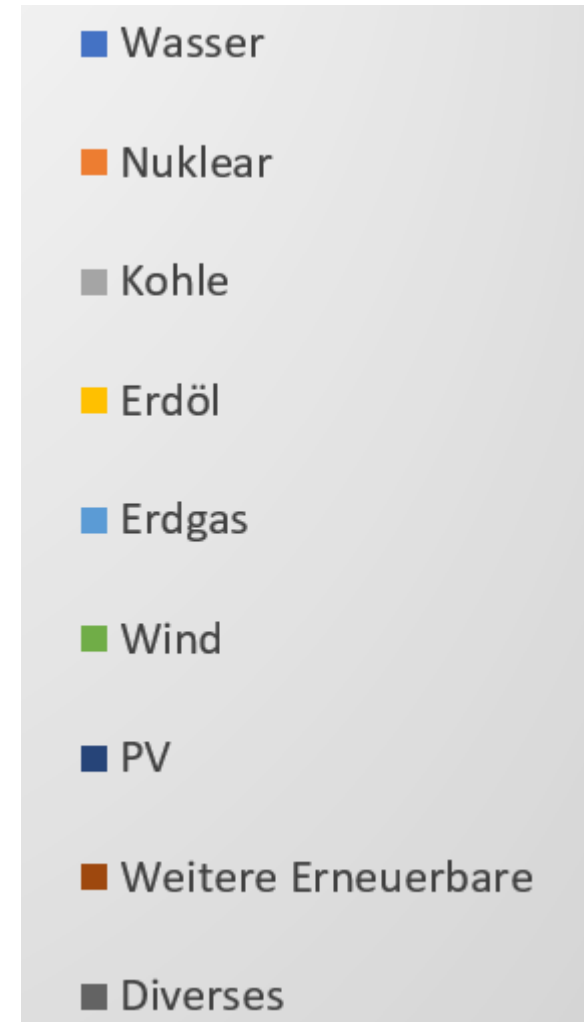 Wasser
Nuklear
Kohle
Erdöl
Erdgas
Wind
PV
Weitere Erneuerbare
Diverses